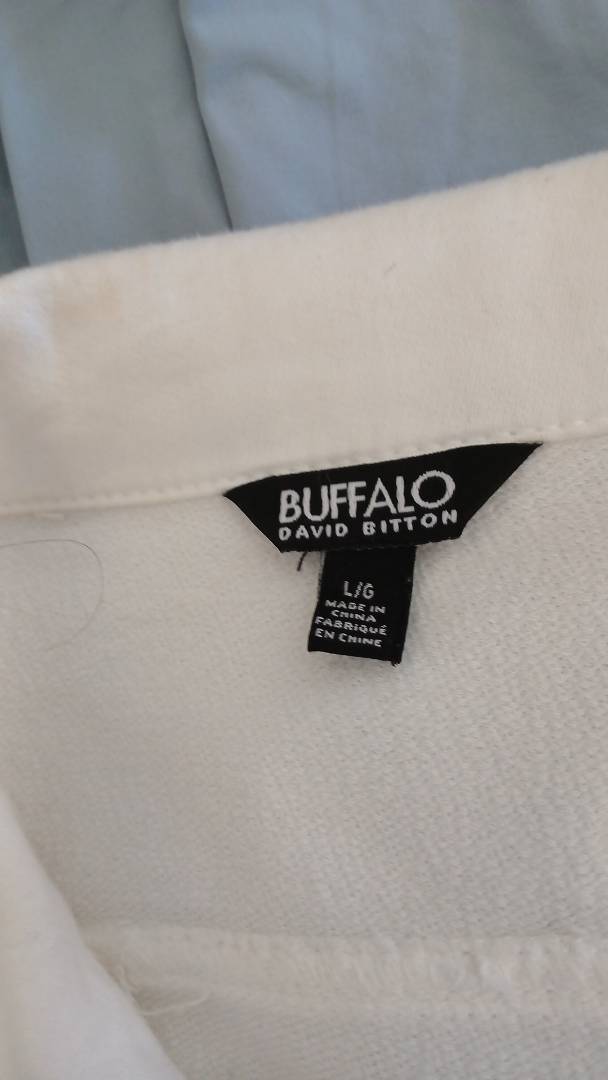 BUFFALO
DAVID BITTON
L/G
MADE IN
CHINA
FABRIQUÉ
EN CHINE